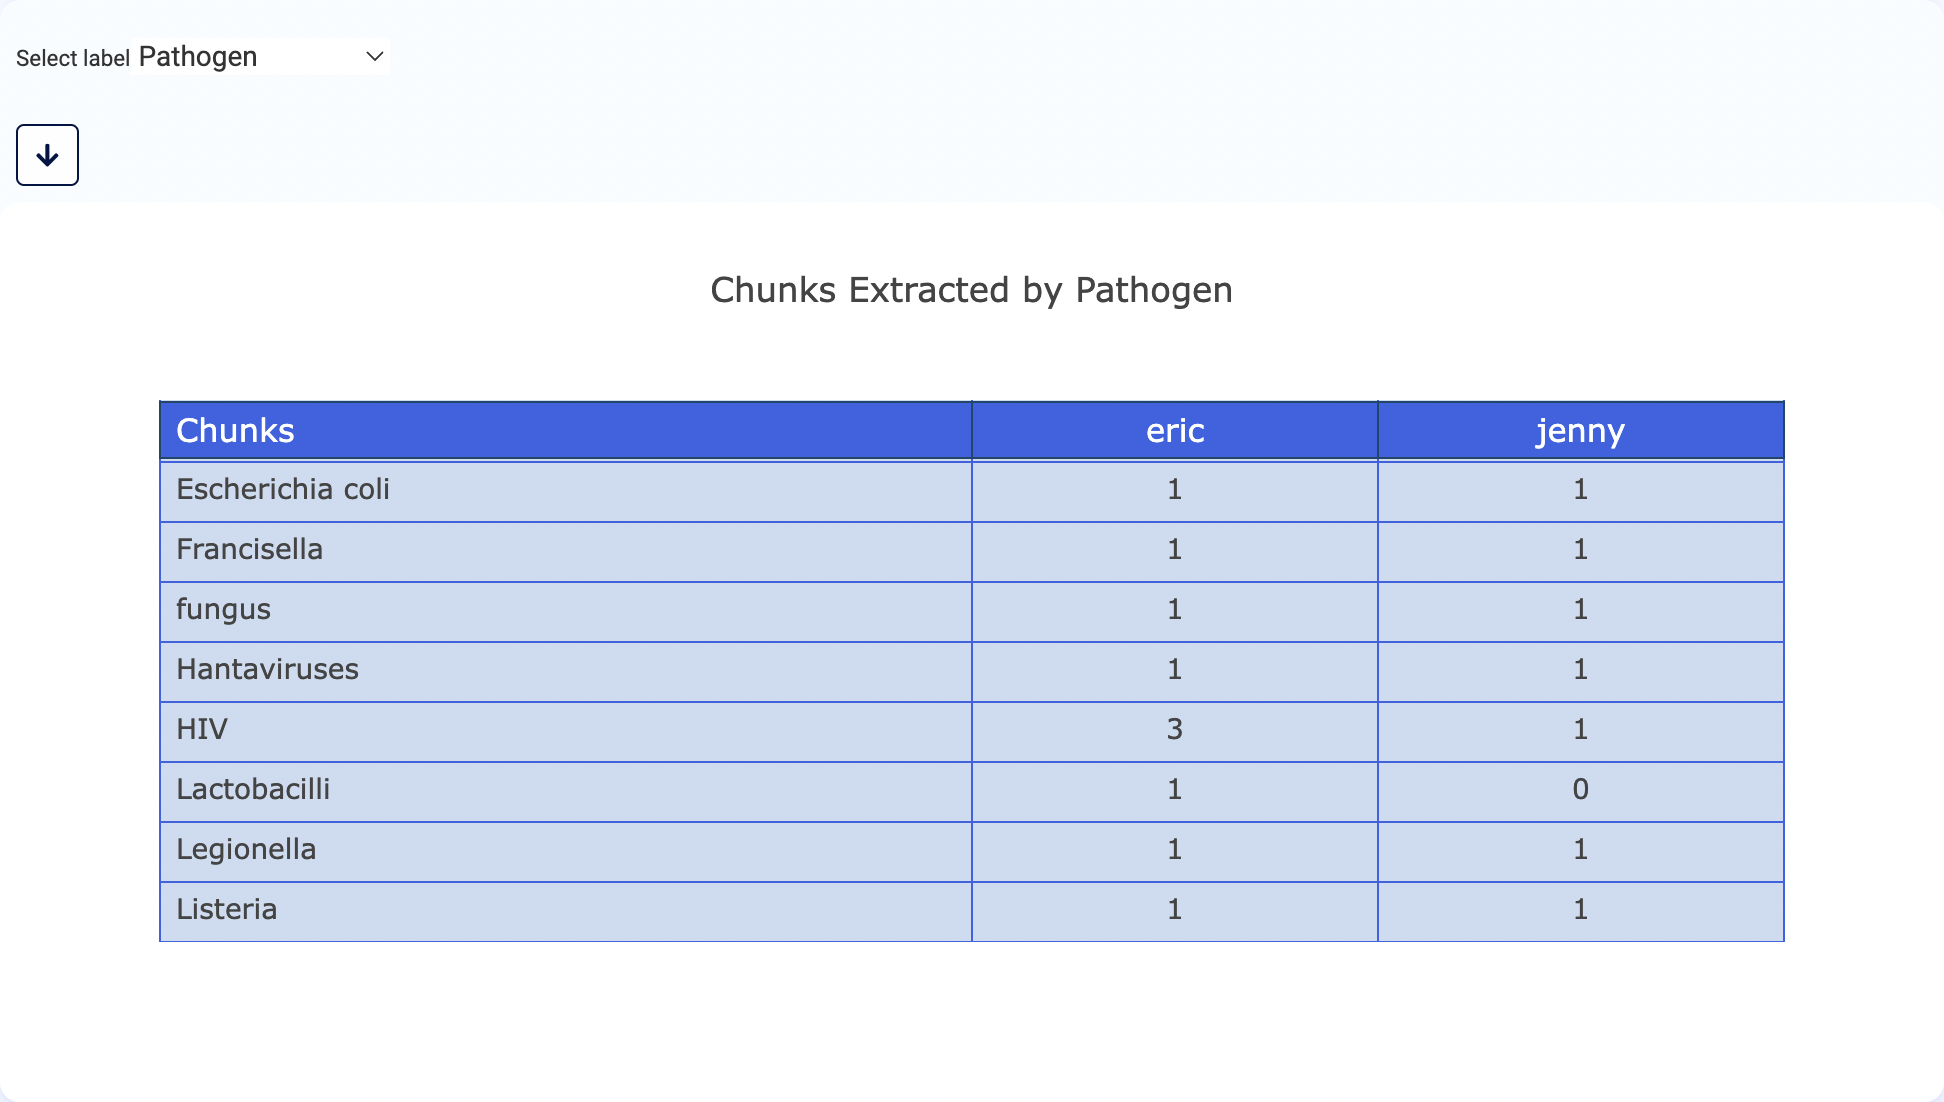 Select label Pathogen
Chunks Extracted by Pathogen
Chunks eric jenny
Escherichia coli 1 1
Francisella 1 1
fungus 1 1
Hantaviruses 1 1
HIV 3 1
Lactobacilli 1 0
Legionella 1 1
Listeria 1 1